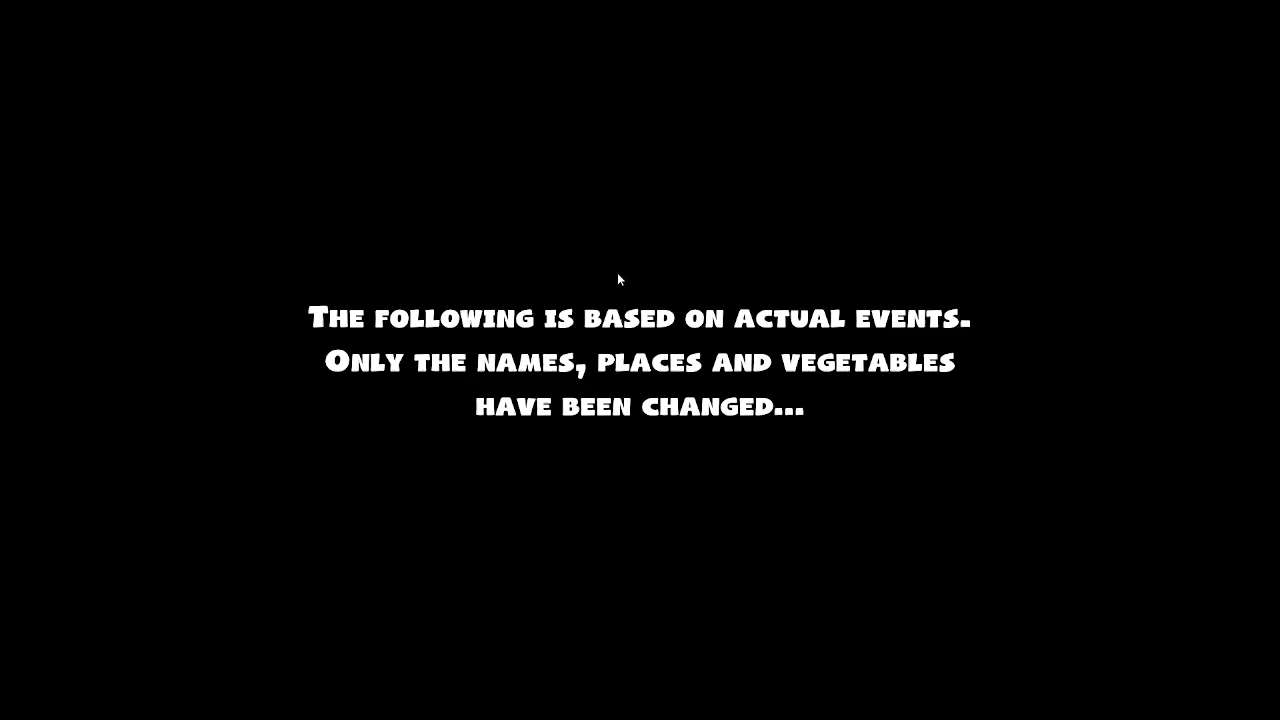 The following is based on actual events.
Only the names, places and vegetables
have been changed...